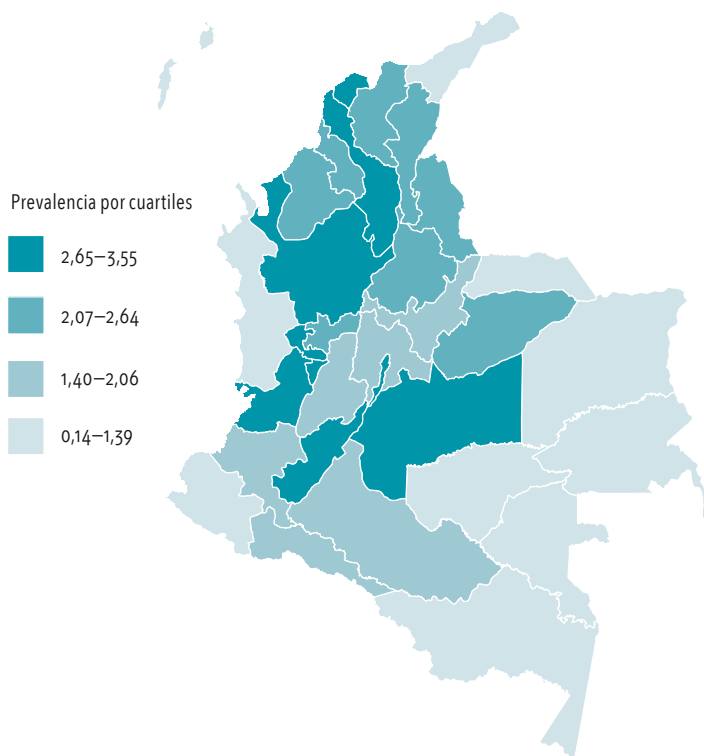 Prevalencia por cuartiles
2,65–3,55
2,07–2,64
1,40–2,06
0,14–1,39